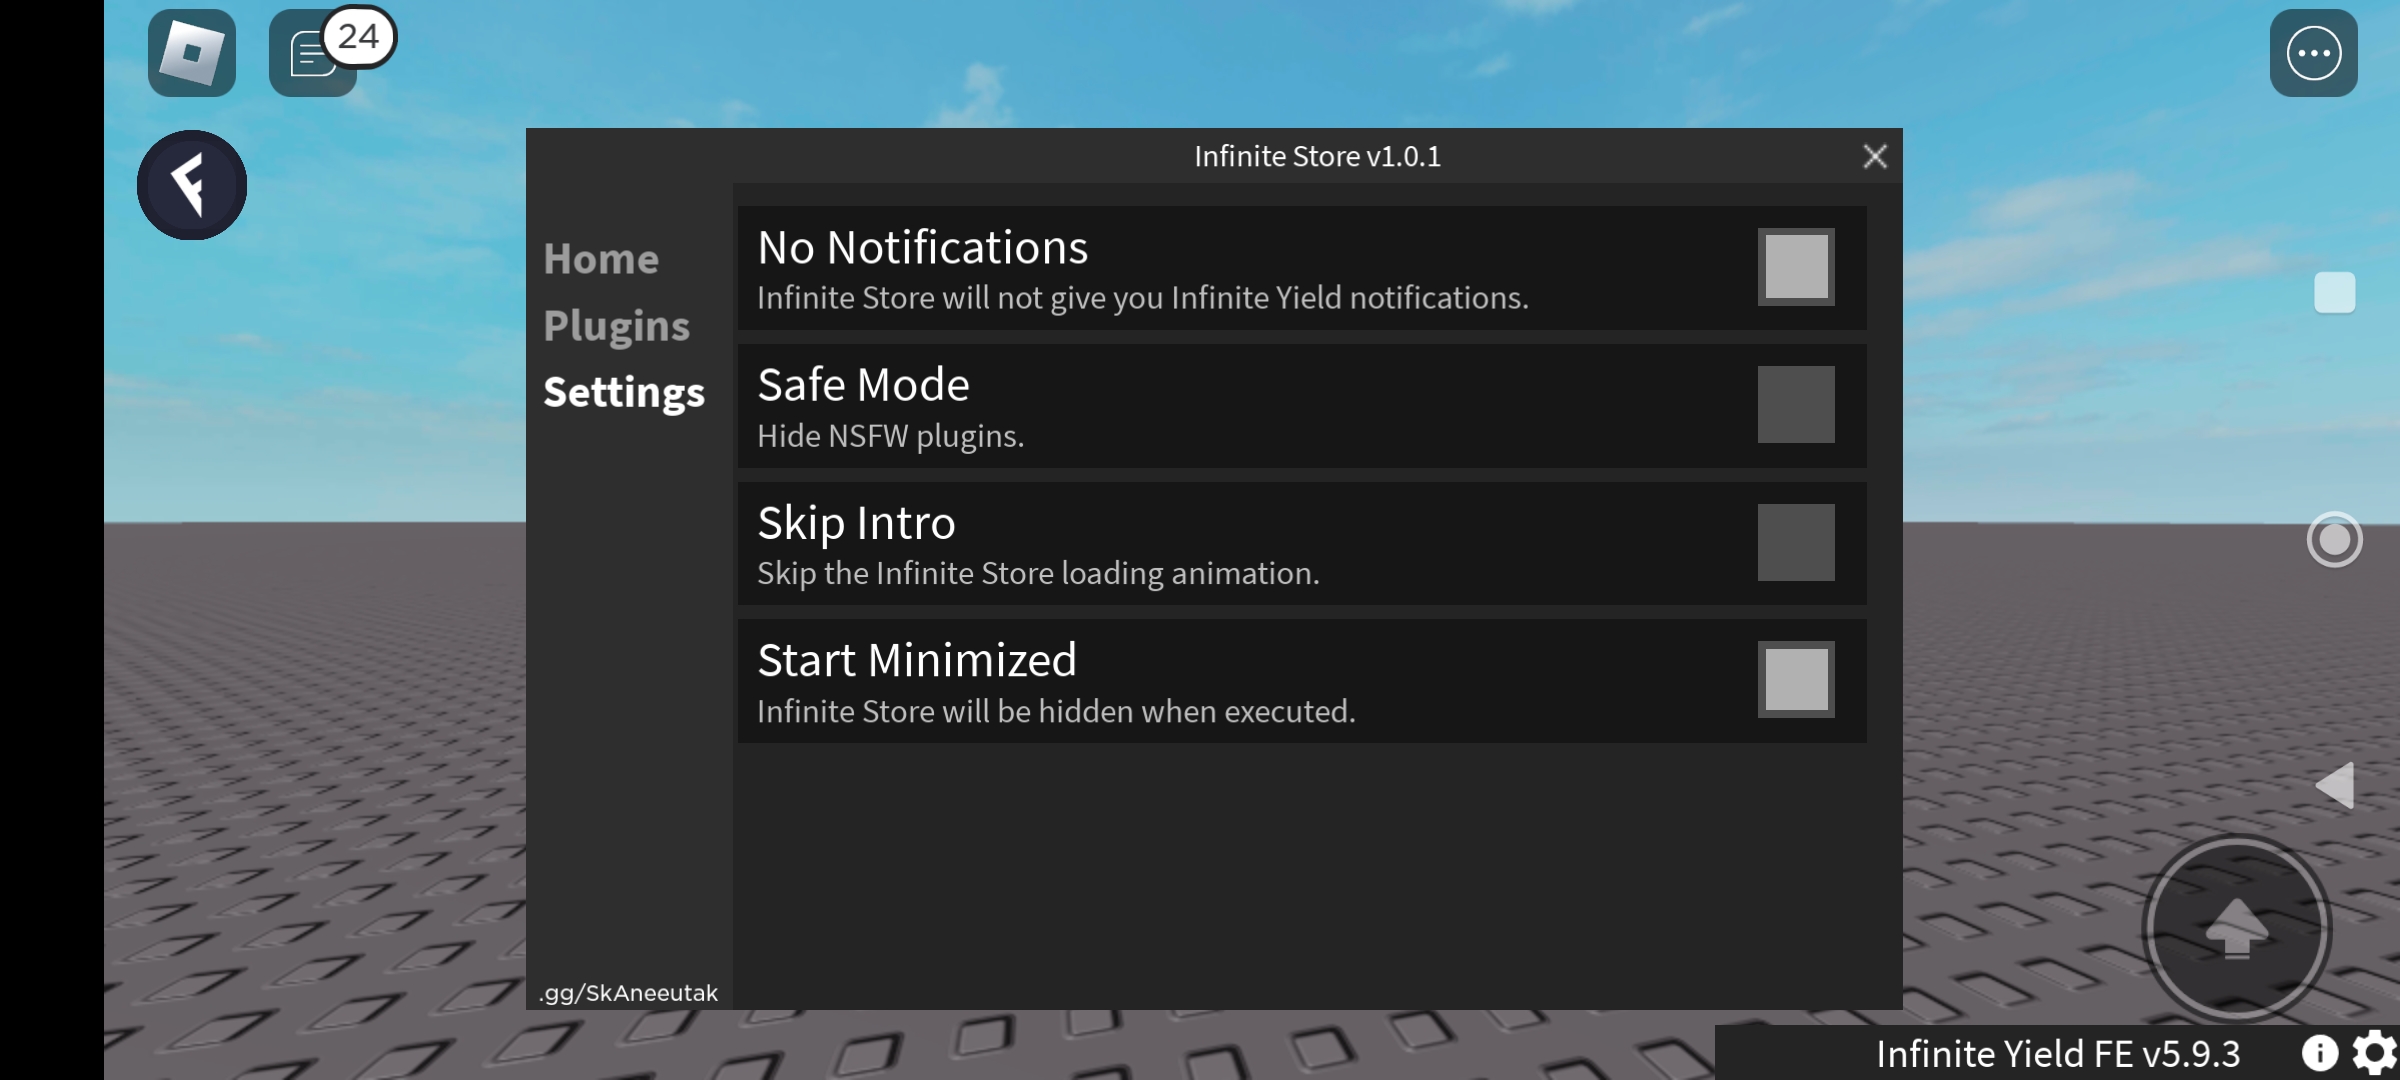 24
Infinite Store v1.0.1
Home
Plugins
Settings
No Notifications
Infinite Store will not give you Infinite Yield notifications.
Safe Mode
Hide NSFW plugins.
Skip Intro
Skip the Infinite Store loading animation.
Start Minimized
Infinite Store will be hidden when executed.
.gg/SkAneeutak
Infinite Yield FE v5.9.3